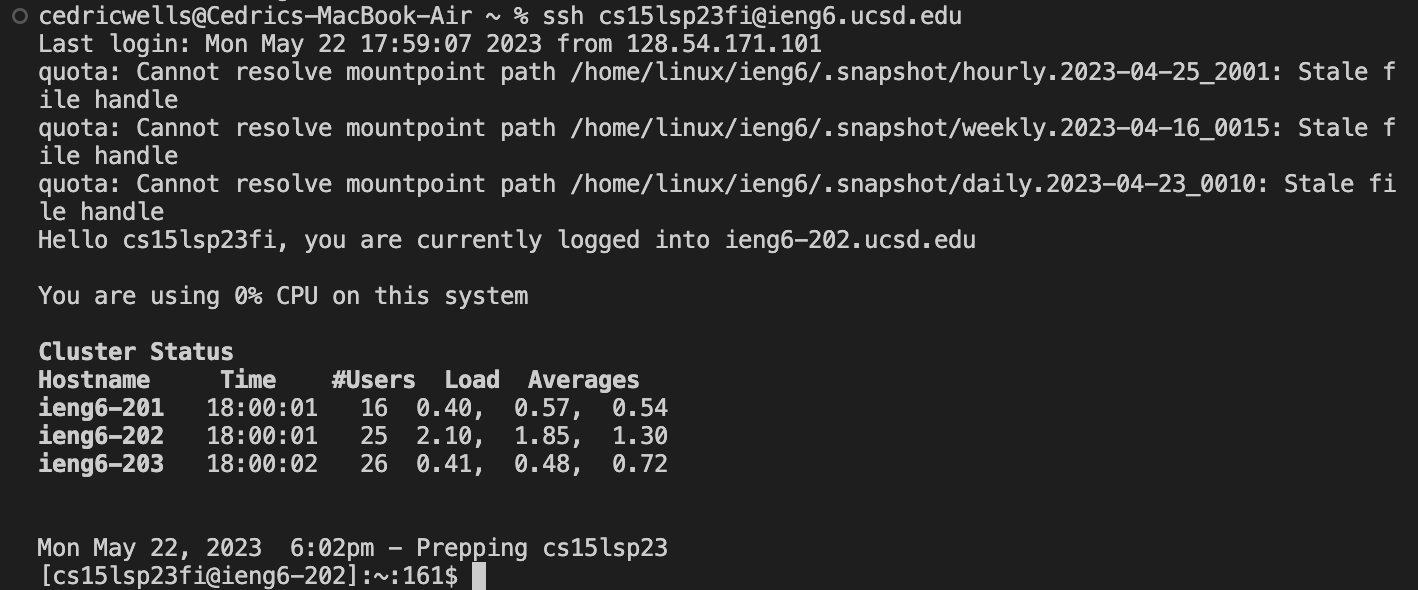 cedricwells@Cedrics-MacBook-Air ~ % ssh cs15lsp23fi@ieng6.ucsd.edu
Last login: Mon May 22 17:59:07 2023 from 128.54.171.101
quota: Cannot resolve mountpoint path /home/linux/ieng6/.snapshot/hourly.2023-04-25_2001: Stale f
ile handle
quota: Cannot resolve mountpoint path /home/linux/ieng6/.snapshot/weekly.2023-04-16_0015: Stale f
ile handle
quota: Cannot resolve mountpoint path /home/linux/ieng6/.snapshot/daily.2023-04-23_0010: Stale fi
le handle
Hello cs15lsp23fi, you are currently logged into ieng6-202.ucsd.edu
You are using 0% CPU on this system
Cluster Status
Hostname     Time    #Users  Load  Averages
ieng6-201   18:00:01   16  0.40,  0.57,  0.54
ieng6-202   18:00:01   25  2.10,  1.85,  1.30
ieng6-203   18:00:02   26  0.41,  0.48,  0.72
Mon May 22, 2023  6:02pm - Prepping cs15lsp23
[cs15lsp23fi@ieng6-202]:~:161$